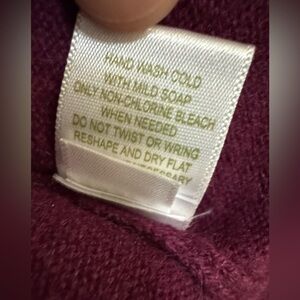 HAND WASH COLD
WITH MILD SOAP
ONLY NON-CHLORINE BLEACH
WHEN NEEDED
DO NOT TWIST OR WRING
RESHAPE AND DRY FLAT